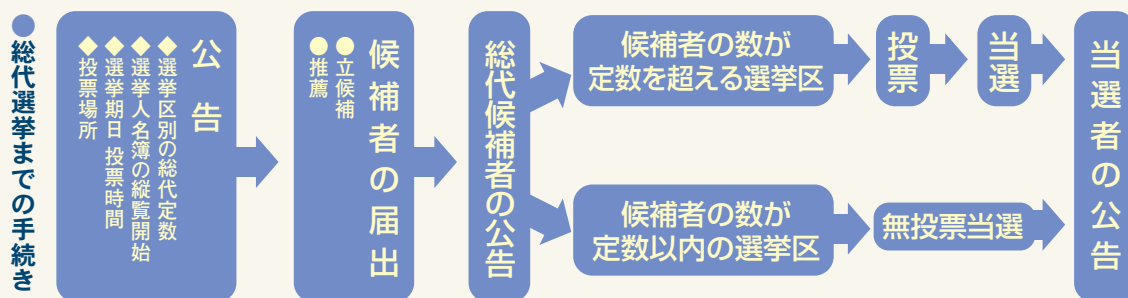 ●総代選挙までの手続き
公告
◆選挙区別の総代定数
◆選挙人名簿の縦覧開始
◆選挙期日 投票時間
◆投票場所
候補者の届出
●立候補
●推薦
総代候補者の公告
候補者の数が
定数を超える選挙区
投票
当選
候補者の数が
定数以内の選挙区
無投票当選
当選者の公告